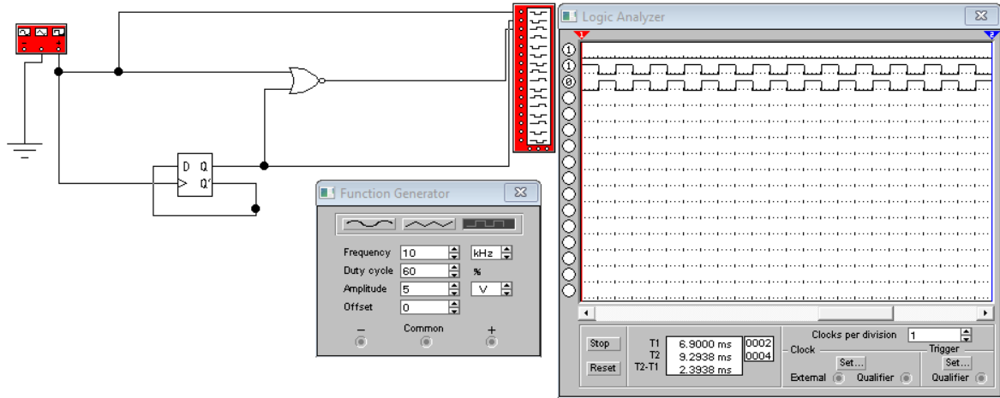 Logic Analyzer
1
2
1
1
0
D Q
Q'
Function Generator
Frequency 10 kHz
Duty cycle 60 %
Amplitude 5 V
Offset 0
− Common +
Clocks per division 1
Stop
Reset
T1 6.9000 ms 0002
T2 9.2938 ms 0004
T2-T1 2.3938 ms
Clock
Set...
External Qualifier
Trigger
Set...
Qualifier